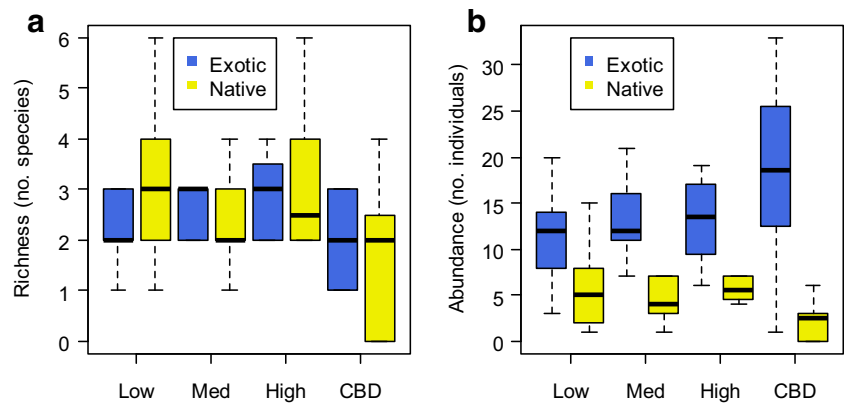 a
Richness (no. speceies)
6
5
4
3
2
1
0
Exotic
Native
Low Med High CBD
b
Abundance (no. individuals)
30
25
20
15
10
5
0
Exotic
Native
Low Med High CBD